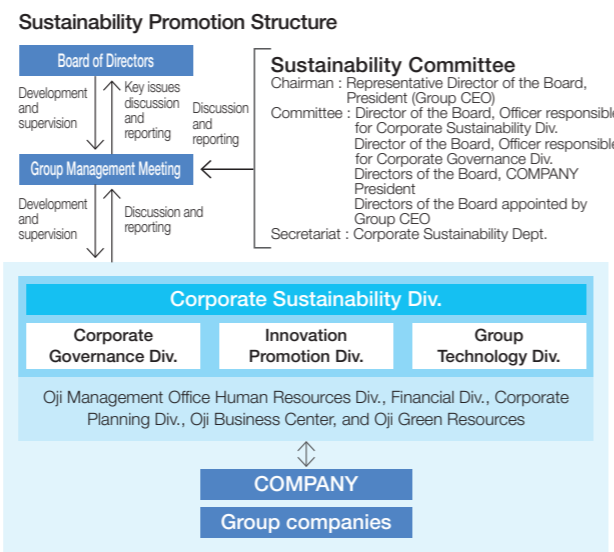 Sustainability Promotion Structure
Board of Directors
Development
and
supervision
Key issues
discussion
and
reporting
Discussion
and
reporting
Group Management Meeting
Development
and
supervision
Discussion and
reporting
Sustainability Committee
Chairman : Representative Director of the Board,
President (Group CEO)
Committee : Director of the Board, Officer responsible
for Corporate Sustainability Div.
Director of the Board, Officer responsible
for Corporate Governance Div.
Directors of the Board, COMPANY
President
Directors of the Board appointed by
Group CEO
Secretariat : Corporate Sustainability Dept.
Corporate Sustainability Div.
Corporate
Governance Div.
Innovation
Promotion Div.
Group
Technology Div.
Oji Management Office Human Resources Div., Financial Div., Corporate
Planning Div., Oji Business Center, and Oji Green Resources
COMPANY
Group companies